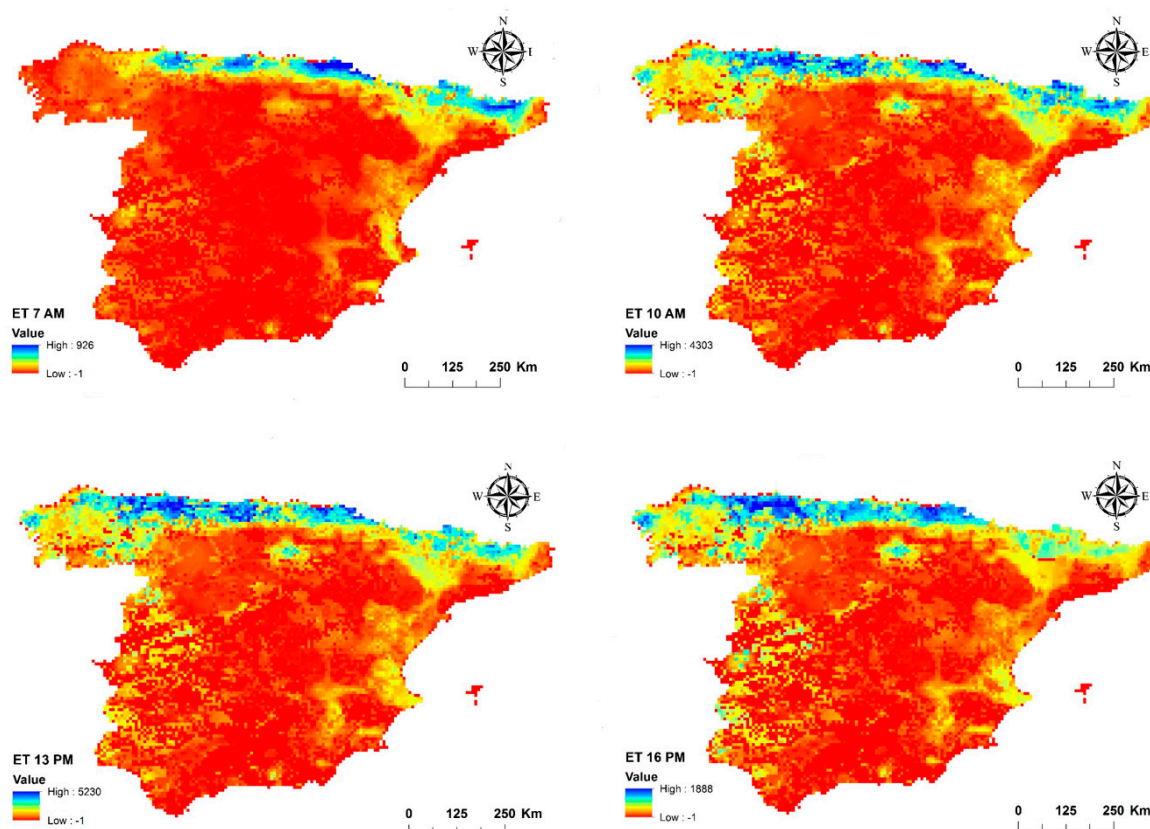 N
W I
S
ET 7 AM
Value
High : 926
Low : -1
0 125 250 Km
N
W E
S
ET 10 AM
Value
High : 4303
Low : -1
0 125 250 Km
N
W E
S
ET 13 PM
Value
High : 5230
Low : -1
0 125 250 Km
N
W E
S
ET 16 PM
Value
High : 1888
Low : -1
0 125 250 Km